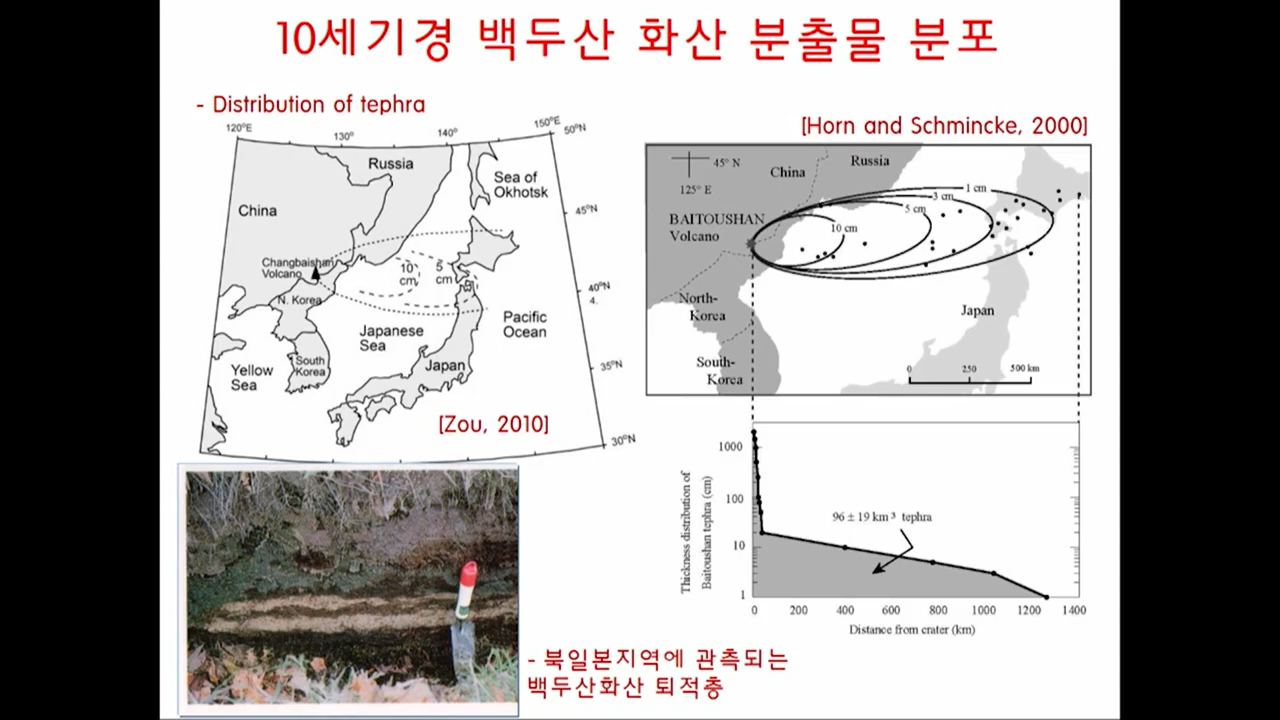 10세기경 백두산 화산 분출물 분포
- Distribution of tephra
120°E
130°
140°
150°E
50°N
Russia
Sea of
Okhotsk
China
45°N
Changbaishan
Volcano
10
cm
5
cm
N. Korea
40°N
4.
Japanese
Sea
Pacific
Ocean
South
Korea
Japan
35°N
Yellow
Sea
[Zou, 2010]
30°N
[Horn and Schmincke, 2000]
45° N
125° E
China
Russia
1 cm
3 cm
5 cm
10 cm
BAITOUSHAN
Volcano
North-
Korea
Japan
South-
Korea
0 250 500 km
Thickness distribution of
Baitoushan tephra (cm)
1000
100
10
1
96 ± 19 km³ tephra
0 200 400 600 800 1000 1200 1400
Distance from crater (km)
- 북일본지역에 관측되는
백두산화산 퇴적층